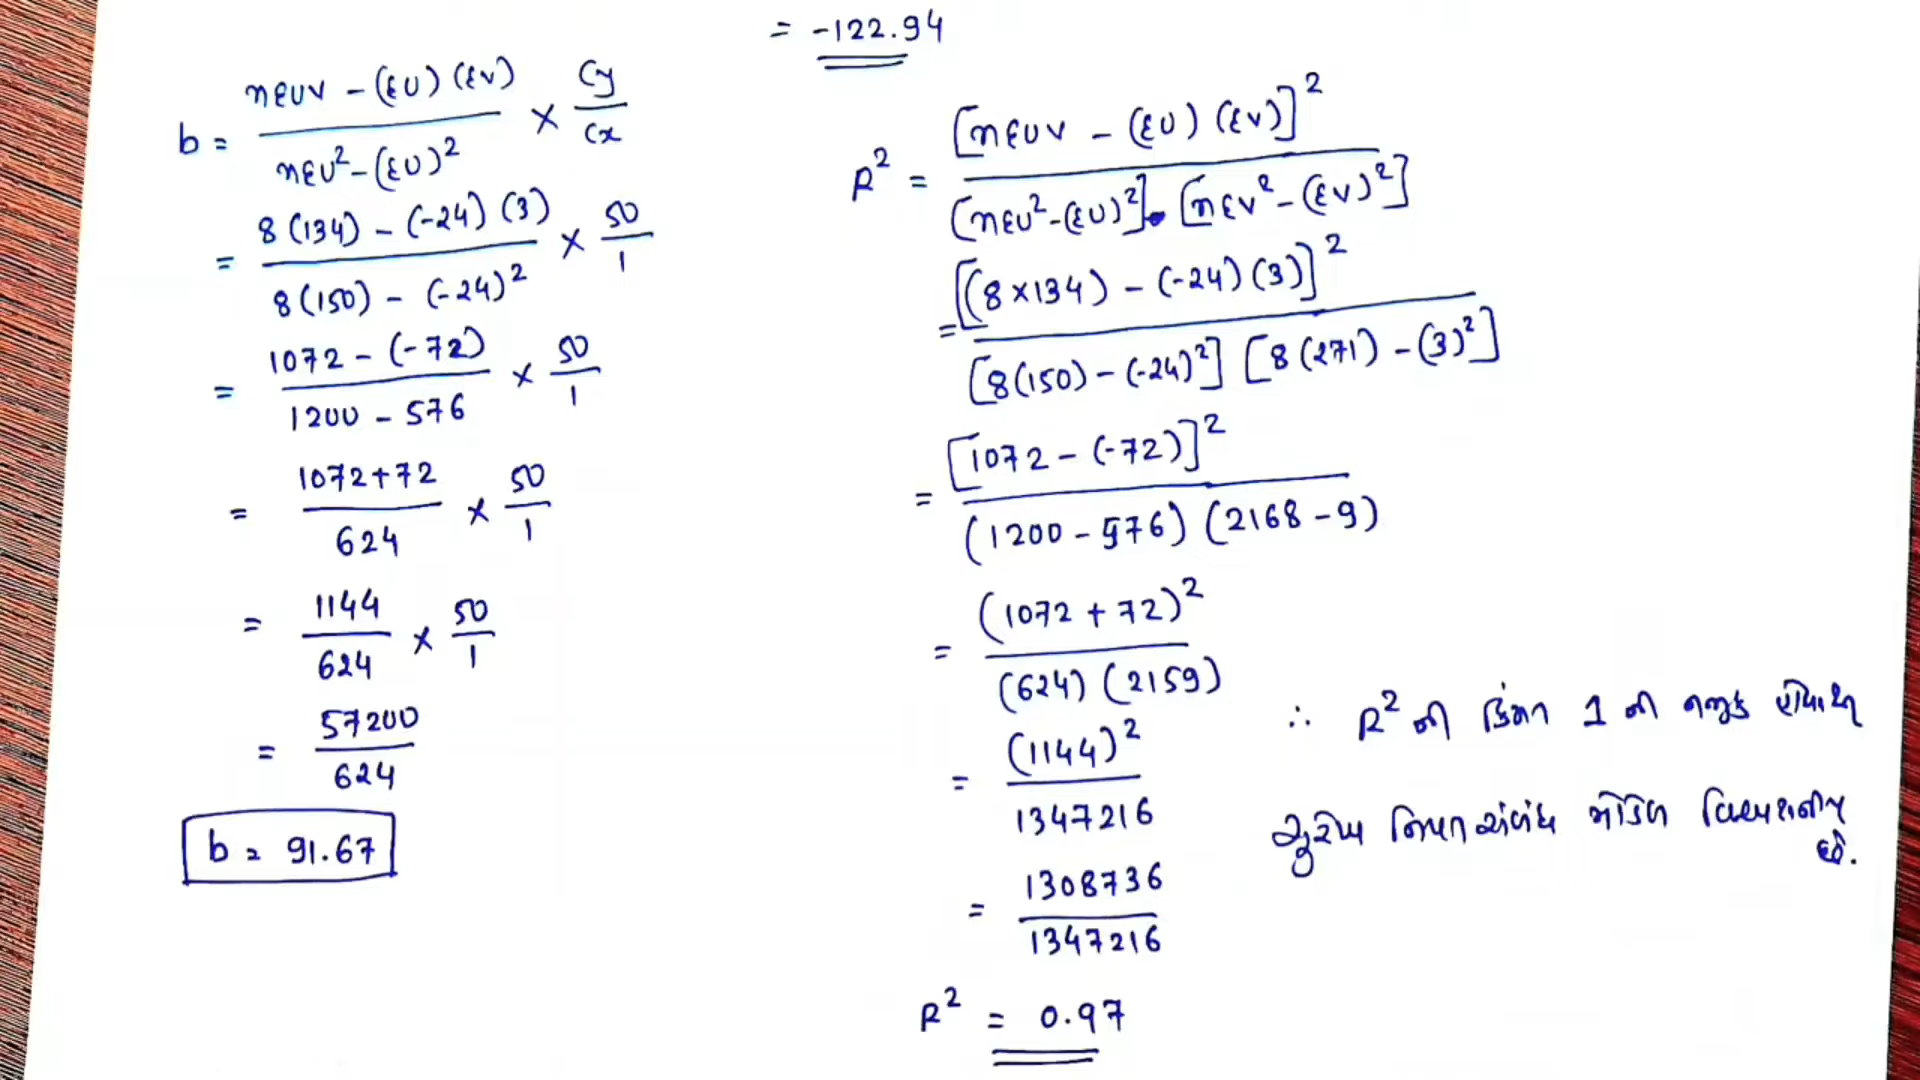 = -122.94
b = nΣuv - (Σu) (Σv) / nΣu² - (Σu)² × Cy / Cx
= 8 (134) - (-24) (3) / 8 (150) - (-24)² × 50 / 1
= 1072 - (-72) / 1200 - 576 × 50 / 1
= 1072 + 72 / 624 × 50 / 1
= 1144 / 624 × 50 / 1
= 57200 / 624
b = 91.67
R² = [nΣuv - (Σu) (Σv)]² / [nΣu² - (Σu)²] . [nΣv² - (Σv)²]
= [(8 × 134) - (-24) (3)]² / [8(150) - (-24)²] [8 (271) - (3)²]
= [1072 - (-72)]² / (1200 - 576) (2168 - 9)
= (1072 + 72)² / (624) (2159)
= (1144)² / 1347216
= 1308736 / 1347216
R² = 0.97
∴ R² ની કિંમત 1 ની નજીક હોવાથી
સુરેખ નિયતસંબંધ મોડેલ વિશ્વસનીય
છે.